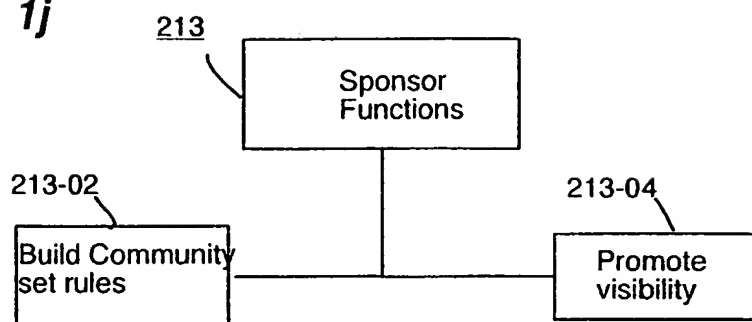 1j
213
Sponsor
Functions
213-02
213-04
Build Community
set rules
Promote
visibility